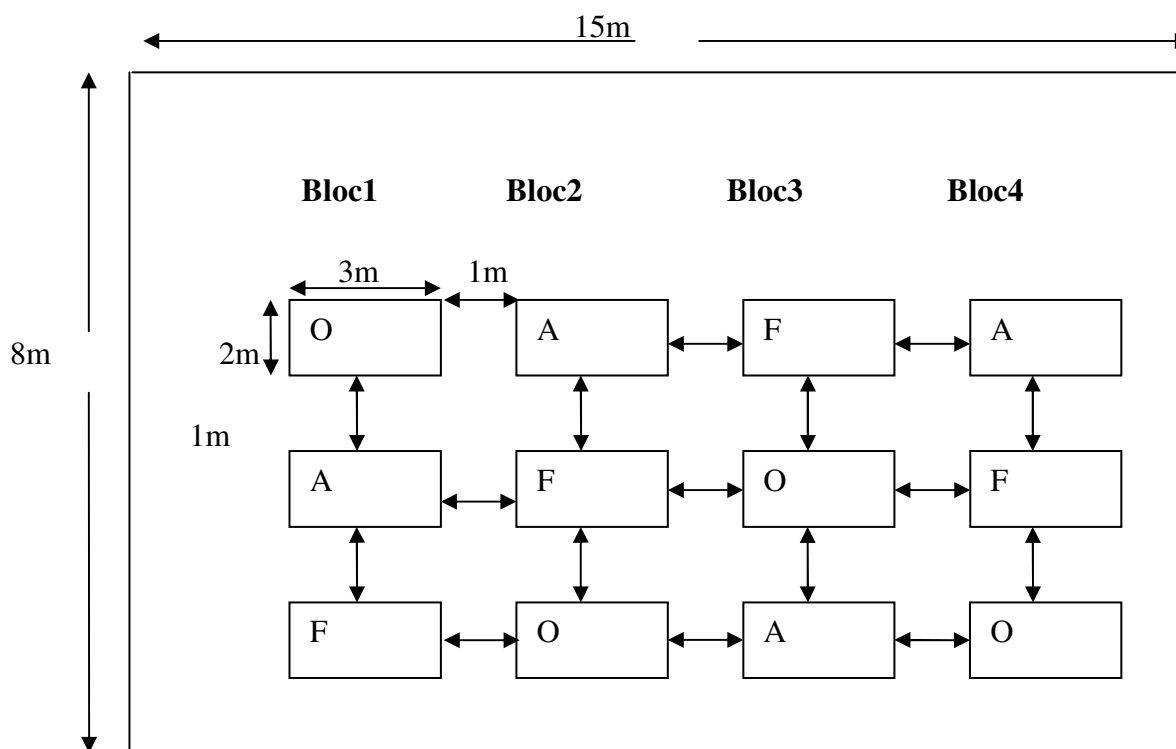 15m
Bloc1 Bloc2 Bloc3 Bloc4
3m 1m
O A F A
2m
8m
1m
A F O F
F O A O